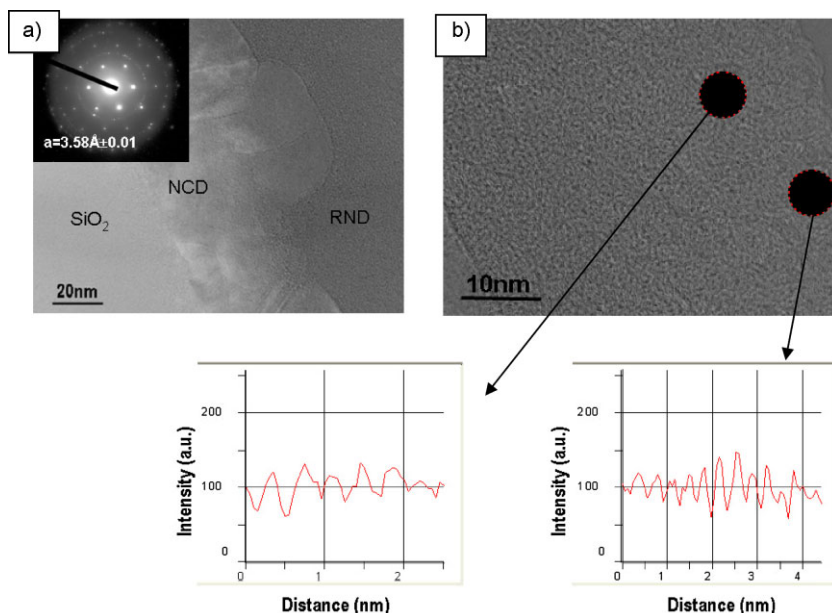 a)
a=3.58Å±0.01
NCD
SiO₂
RND
20nm
b)
10nm
Intensity (a.u.)
200
100
0
0
1
2
Distance (nm)
Intensity (a.u.)
200
100
0
0
1
2
3
4
Distance (nm)